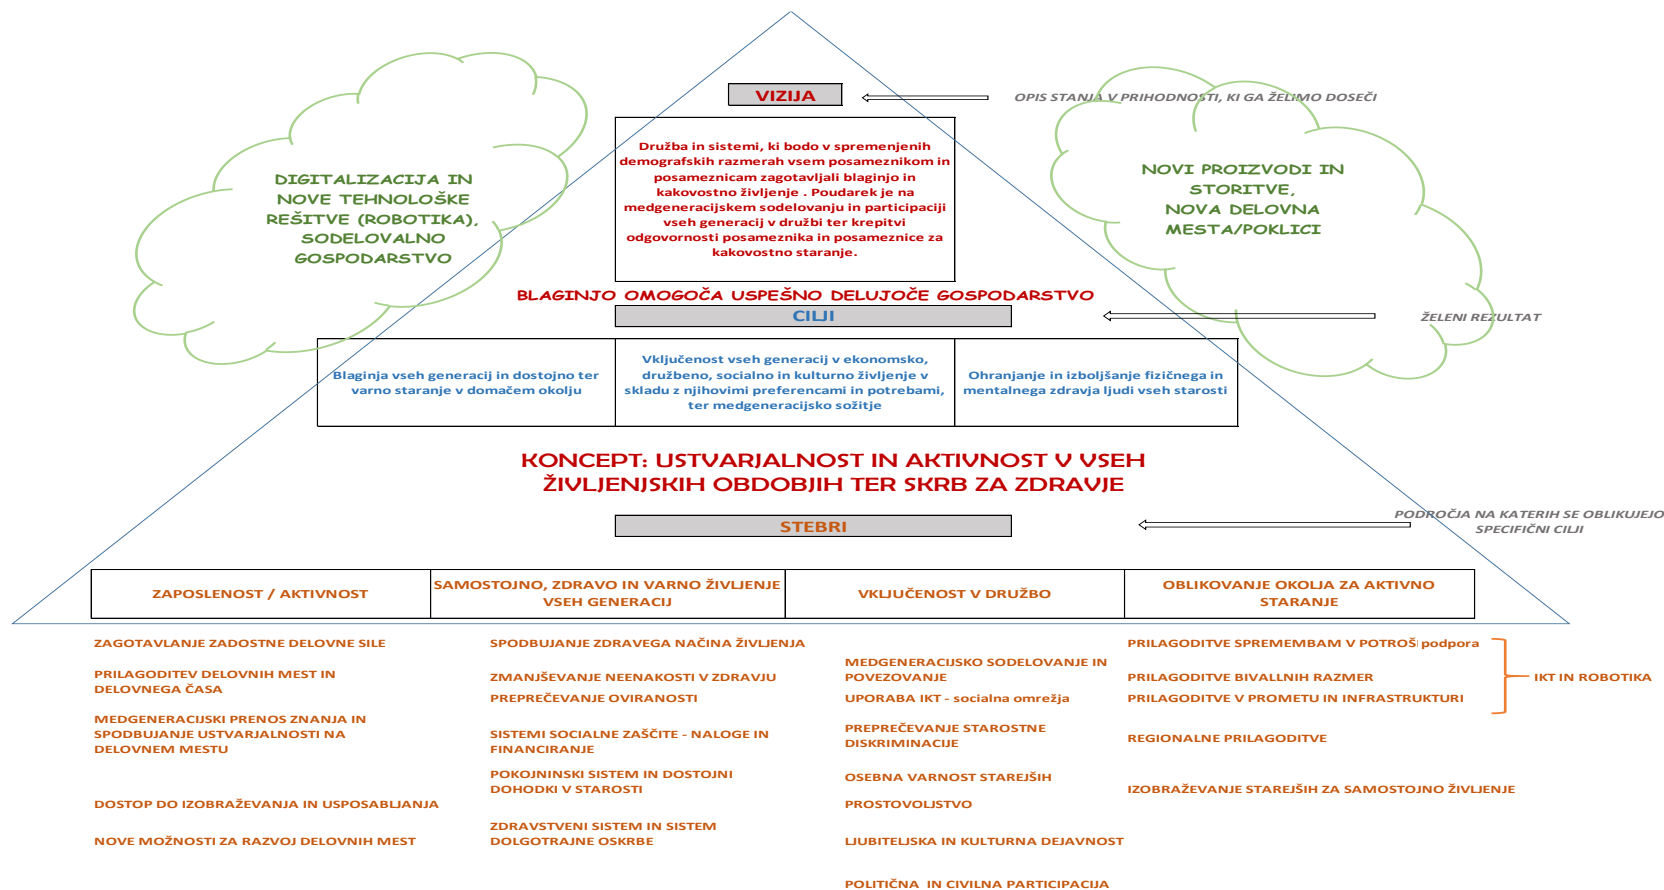 VIZIJA
OPIS STANJA V PRIHODNOSTI, KI GA ŽELIMO DOSEČI
Družba in sistemi, ki bodo v spremenjenih
demografskih razmerah vsem posameznikom in
posameznicam zagotavljali blaginjo in
kakovostno življenje . Poudarek je na
medgeneracijskem sodelovanju in participaciji
vseh generacij v družbi ter krepitvi
odgovornosti posameznika in posameznice za
kakovostno staranje.
DIGITALIZACIJA IN
NOVE TEHNOLOŠKE
REŠITVE (ROBOTIKA),
SODELOVALNO
GOSPODARSTVO
NOVI PROIZVODI IN
STORITVE,
NOVA DELOVNA
MESTA/POKLICI
BLAGINJO OMOGOČA USPEŠNO DELUJOČE GOSPODARSTVO
CILJI
ŽELENI REZULTAT
Blaginja vseh generacij in dostojno ter
varno staranje v domačem okolju
Vključenost vseh generacij v ekonomsko,
družbeno, socialno in kulturno življenje v
skladu z njihovimi preferencami in potrebami,
ter medgeneracijsko sožitje
Ohranjanje in izboljšanje fizičnega in
mentalnega zdravja ljudi vseh starosti
KONCEPT: USTVARJALNOST IN AKTIVNOST V VSEH
ŽIVLJENJSKIH OBDOBJIH TER SKRB ZA ZDRAVJE
STEBRI
PODROČJA NA KATERIH SE OBLIKUJEJO
SPECIFIČNI CILJI
ZAPOSLENOST / AKTIVNOST
SAMOSTOJNO, ZDRAVO IN VARNO ŽIVLJENJE
VSEH GENERACIJ
VKLJUČENOST V DRUŽBO
OBLIKOVANJE OKOLJA ZA AKTIVNO
STARANJE
ZAGOTAVLANJE ZADOSTNE DELOVNE SILE
PRILAGODITEV DELOVNIH MEST IN
DELOVNEGA ČASA
MEDGENERACIJSKI PRENOS ZNANJA IN
SPODBUJANJE USTVARJALNOSTI NA
DELOVNEM MESTU
DOSTOP DO IZOBRAŽEVANJA IN USPOSABLJANJA
NOVE MOŽNOSTI ZA RAZVOJ DELOVNIH MEST
SPODBUJANJE ZDRAVEGA NAČINA ŽIVLJENJA
ZMANJŠEVANJE NEENAKOSTI V ZDRAVJU
PREPREČEVANJE OVIRANOSTI
SISTEMI SOCIALNE ZAŠČITE - NALOGE IN
FINANCIRANJE
POKOJNINSKI SISTEM IN DOSTOJNI
DOHODKI V STAROSTI
ZDRAVSTVENI SISTEM IN SISTEM
DOLGOTRAJNE OSKRBE
MEDGENERACIJSKO SODELOVANJE IN
POVEZOVANJE
UPORABA IKT - socialna omrežja
PREPREČEVANJE STAROSTNE
DISKRIMINACIJE
OSEBNA VARNOST STAREJŠIH
PROSTOVOLJSTVO
LJUBITELJSKA IN KULTURNA DEJAVNOST
POLITIČNA  IN CIVILNA PARTICIPACIJA
PRILAGODITVE SPREMEMBAM V POTROŠI podpora
PRILAGODITVE BIVALLNIH RAZMER
PRILAGODITVE V PROMETU IN INFRASTRUKTURI
REGIONALNE PRILAGODITVE
IZOBRAŽEVANJE STAREJŠIH ZA SAMOSTOJNO ŽIVLJENJE
IKT IN ROBOTIKA